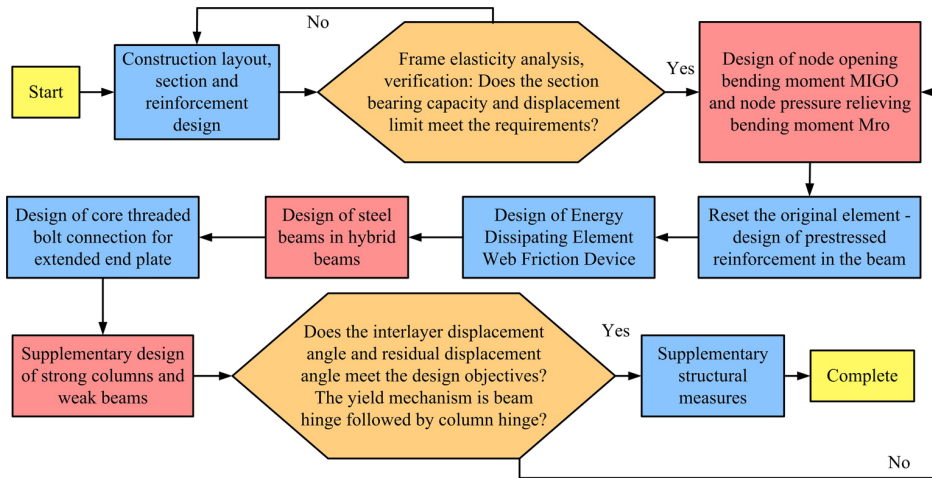 No
Start
Construction layout,
section and
reinforcement
design
Frame elasticity analysis,
verification: Does the section
bearing capacity and displacement
limit meet the requirements?
Yes
Design of node opening
bending moment MIGO
and node pressure relieving
bending moment Mro
Design of core threaded
bolt connection for
extended end plate
Design of steel
beams in hybrid
beams
Design of Energy
Dissipating Element
Web Friction Device
Reset the original element -
design of prestressed
reinforcement in the beam
Supplementary design
of strong columns and
weak beams
Does the interlayer displacement
angle and residual displacement
angle meet the design objectives?
The yield mechanism is beam
hinge followed by column hinge?
Yes
Supplementary
structural
measures
Complete
No